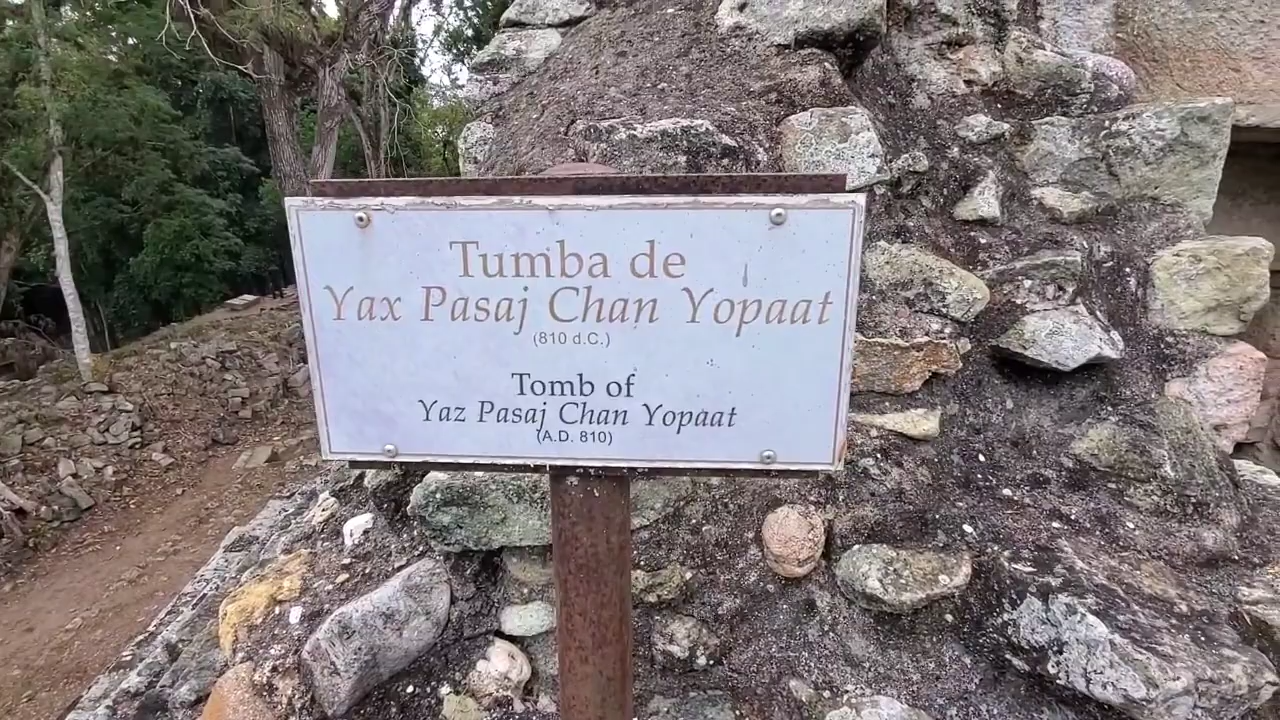 Tumba de
Yax Pasaj Chan Yopaat
(810 d.C.)
Tomb of
Yaz Pasaj Chan Yopaat
(A.D. 810)